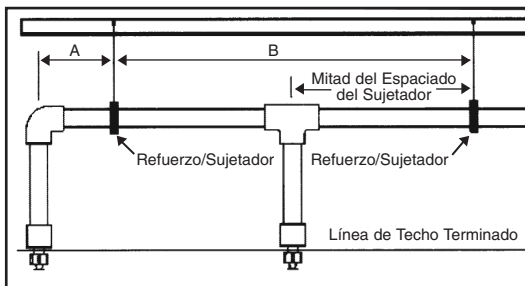 A
B
Mitad del Espaciado
del Sujetador
Refuerzo/Sujetador
Refuerzo/Sujetador
Línea de Techo Terminado